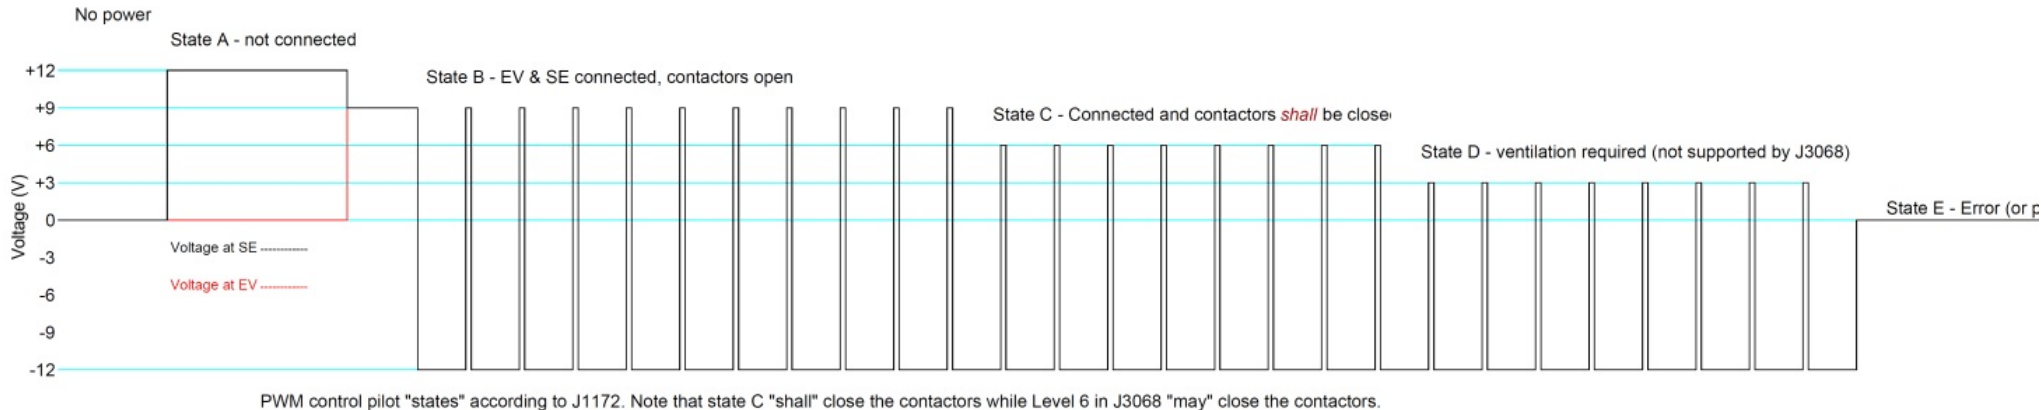 No power
State A - not connected
State B - EV & SE connected, contactors open
State C - Connected and contactors shall be close
State D - ventilation required (not supported by J3068)
State E - Error (or p
Voltage (V)
+12
+9
+6
+3
0
-3
-6
-9
-12
Voltage at SE ------------
Voltage at EV ------------
PWM control pilot "states" according to J1172. Note that state C "shall" close the contactors while Level 6 in J3068 "may" close the contactors.